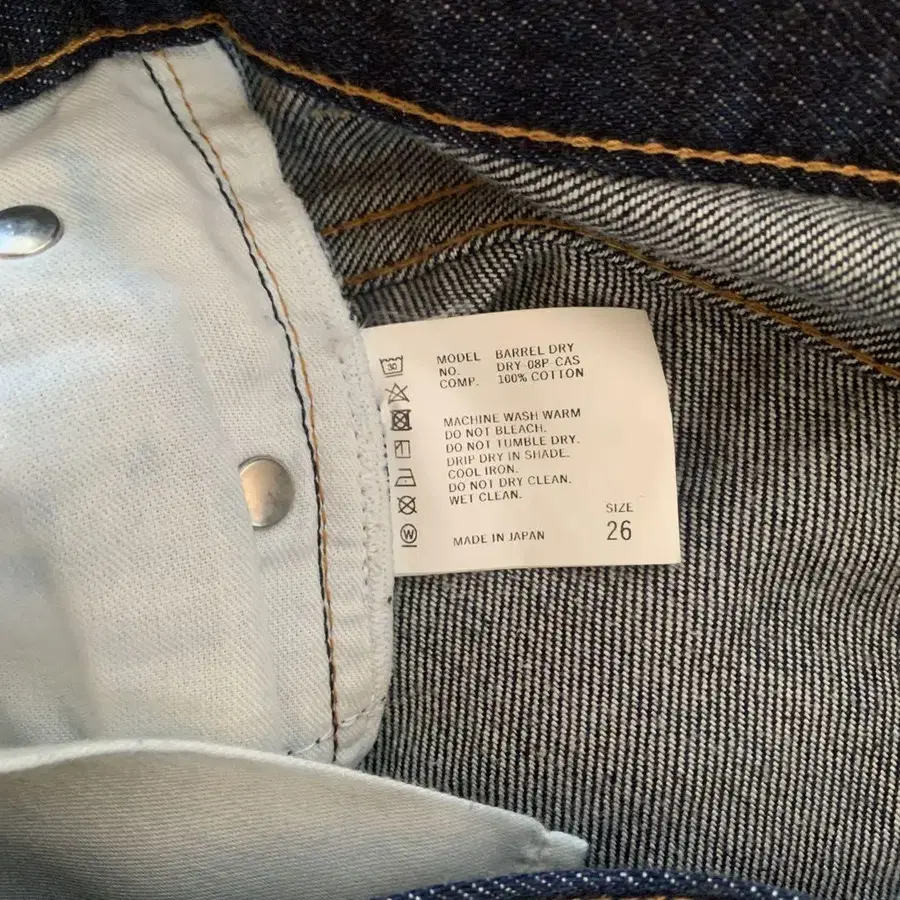 MODEL BARREL DRY
NO. DRY-08P-CAS
COMP. 100% COTTON
30
MACHINE WASH WARM
DO NOT BLEACH.
DO NOT TUMBLE DRY.
DRIP DRY IN SHADE.
COOL IRON.
DO NOT DRY CLEAN.
WET CLEAN.
W
MADE IN JAPAN
SIZE
26